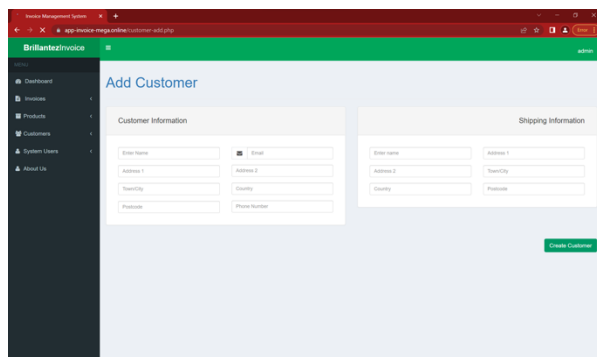 Invoice Management System
app-invoice-mega.online/customer-add.php
Error
BrillantezInvoice
admin
MENU
Dashboard
Invoices
Products
Customers
System Users
About Us
Add Customer
Customer Information
Enter Name
Email
Address 1
Address 2
Town/City
Country
Postcode
Phone Number
Shipping Information
Enter name
Address 1
Address 2
Town/City
Country
Postcode
Create Customer